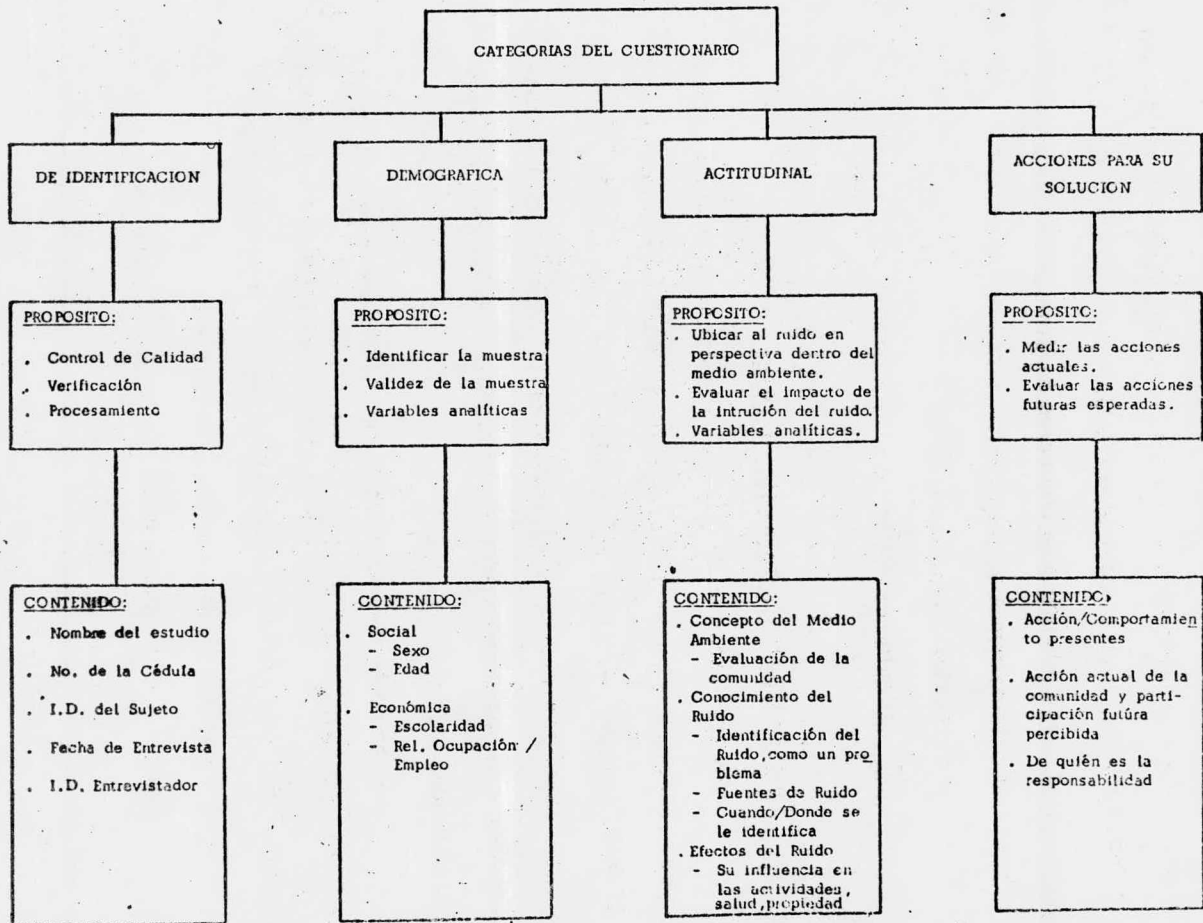 CATEGORIAS DEL CUESTIONARIO
DE IDENTIFICACION
DEMOGRAFICA
ACTITUDINAL
ACCIONES PARA SU
SOLUCION
PROPOSITO:
. Control de Calidad
. Verificación
. Procesamiento
PROPOSITO:
. Identificar la muestra
. Validez de la muestra
. Variables analíticas
PROPOSITO:
. Ubicar al ruido en
perspectiva dentro del
medio ambiente.
. Evaluar el impacto de
la intrución del ruido.
. Variables analíticas.
PROPOSITO:
. Medir las acciones
actuales.
. Evaluar las acciones
futuras esperadas.
CONTENIDO:
. Nombre del estudio
. No. de la Cédula
. I.D. del Sujeto
. Fecha de Entrevista
. I.D. Entrevistador
CONTENIDO:
. Social
- Sexo
- Edad
. Económica
- Escolaridad
- Rel. Ocupación /
Empleo
CONTENIDO:
. Concepto del Medio
Ambiente
- Evaluación de la
comunidad
. Conocimiento del
Ruido
- Identificación del
Ruido, como un pro
blema
- Fuentes de Ruido
- Cuando/Donde se
le identifica
. Efectos del Ruido
- Su influencia en
las actividades,
salud, propiedad
CONTENIDO:
. Acción/Comportamien
to presentes
. Acción actual de la
comunidad y parti-
cipación futúra
percibida
. De quién es la
responsabilidad